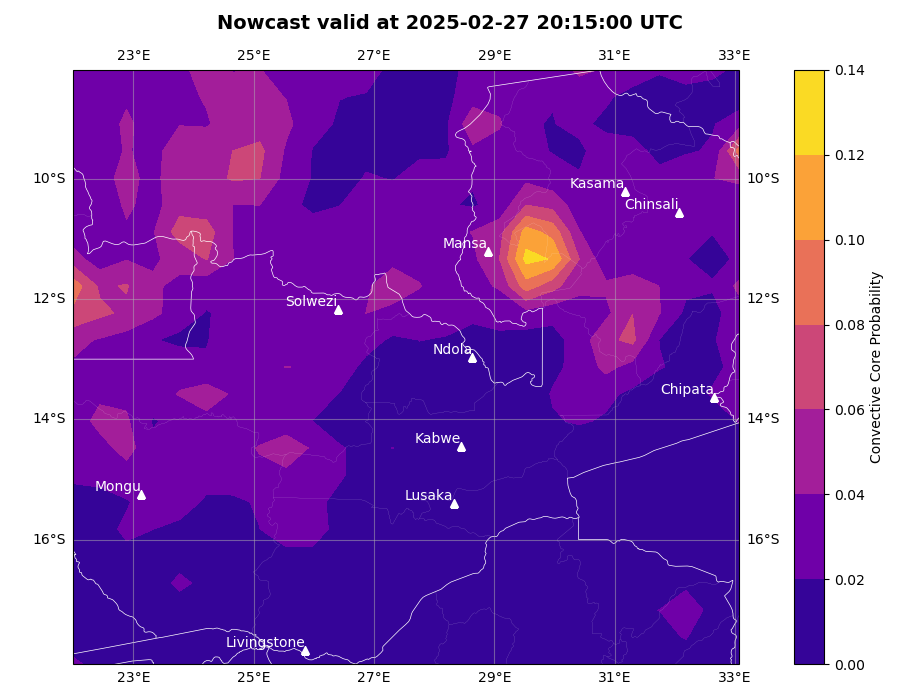 Nowcast valid at 2025-02-27 20:15:00 UTC
23°E 25°E 27°E 29°E 31°E 33°E
0.14
0.12
10°S 10°S
Kasama
Chinsali
Mansa
0.10
12°S 12°S
Solwezi
0.08
Ndola
Chipata
14°S 14°S
0.06
Kabwe
Mongu
Lusaka
0.04
16°S 16°S
0.02
Livingstone
0.00
23°E 25°E 27°E 29°E 31°E 33°E
Convective Core Probability